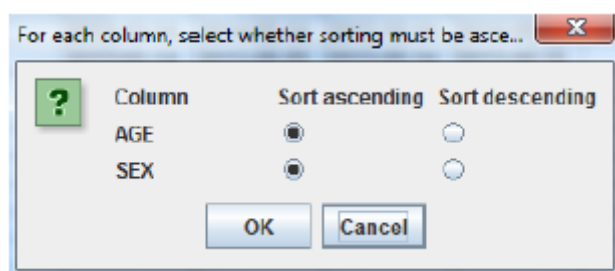 For each column, select whether sorting must be asce...
Column Sort ascending Sort descending
AGE
SEX
OK Cancel